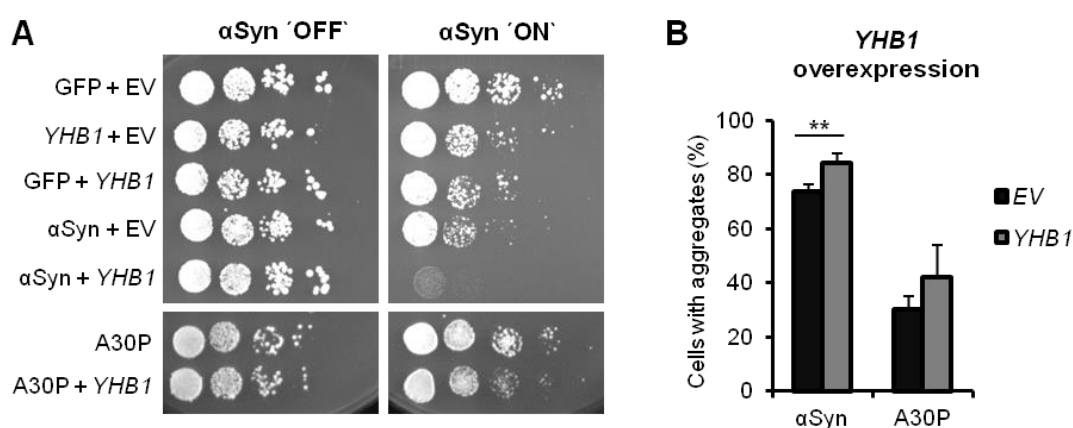 A
αSyn ´OFF`
αSyn ´ON`
GFP + EV
YHB1 + EV
GFP + YHB1
αSyn + EV
αSyn + YHB1
A30P
A30P + YHB1
B
YHB1
overexpression
Cells with aggregates (%)
100
80
60
40
20
0
**
αSyn
A30P
EV
YHB1